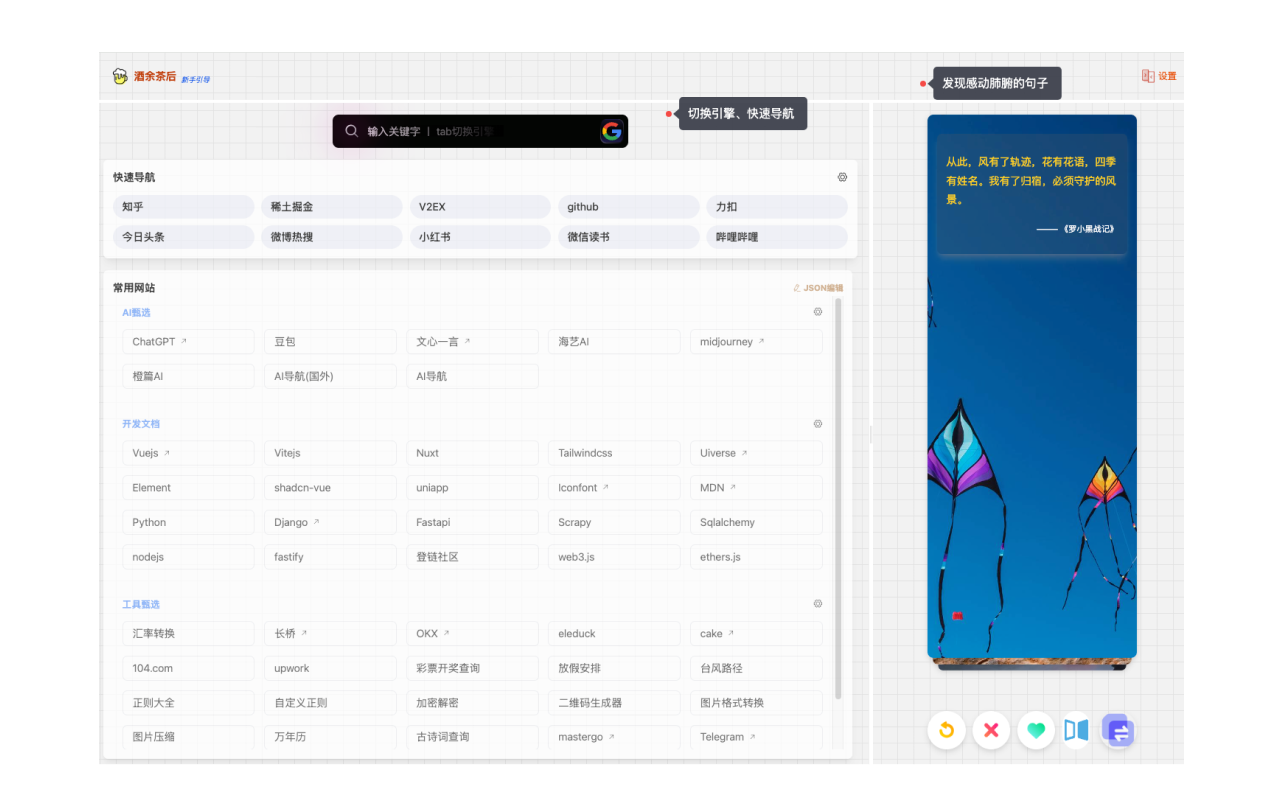 酒余茶后 新手引导
发现感动肺腑的句子
设置
切换引擎、快速导航
输入关键字 | tab切换引擎
快速导航
知乎 稀土掘金 V2EX github 力扣
今日头条 微博热搜 小红书 微信读书 哔哩哔哩
常用网站 JSON编辑
AI甄选
ChatGPT 豆包 文心一言 海艺AI midjourney
橙篇AI AI导航(国外) AI导航
开发文档
Vuejs Vitejs Nuxt Tailwindcss Uiverse
Element shadcn-vue uniapp Iconfont MDN
Python Django Fastapi Scrapy Sqlalchemy
nodejs fastify 登链社区 web3.js ethers.js
工具甄选
汇率转换 长桥 OKX eleduck cake
104.com upwork 彩票开奖查询 放假安排 台风路径
正则大全 自定义正则 加密解密 二维码生成器 图片格式转换
图片压缩 万年历 古诗词查询 mastergo Telegram
从此，风有了轨迹，花有花语，四季
有姓名。我有了归宿，必须守护的风
景。
——《罗小黑战记》